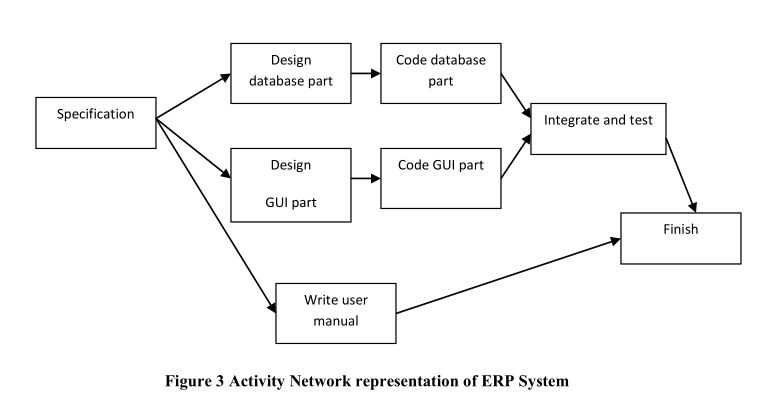 Specification
Design
database part
Code database
part
Design
GUI part
Code GUI part
Integrate and test
Finish
Write user
manual
Figure 3 Activity Network representation of ERP System